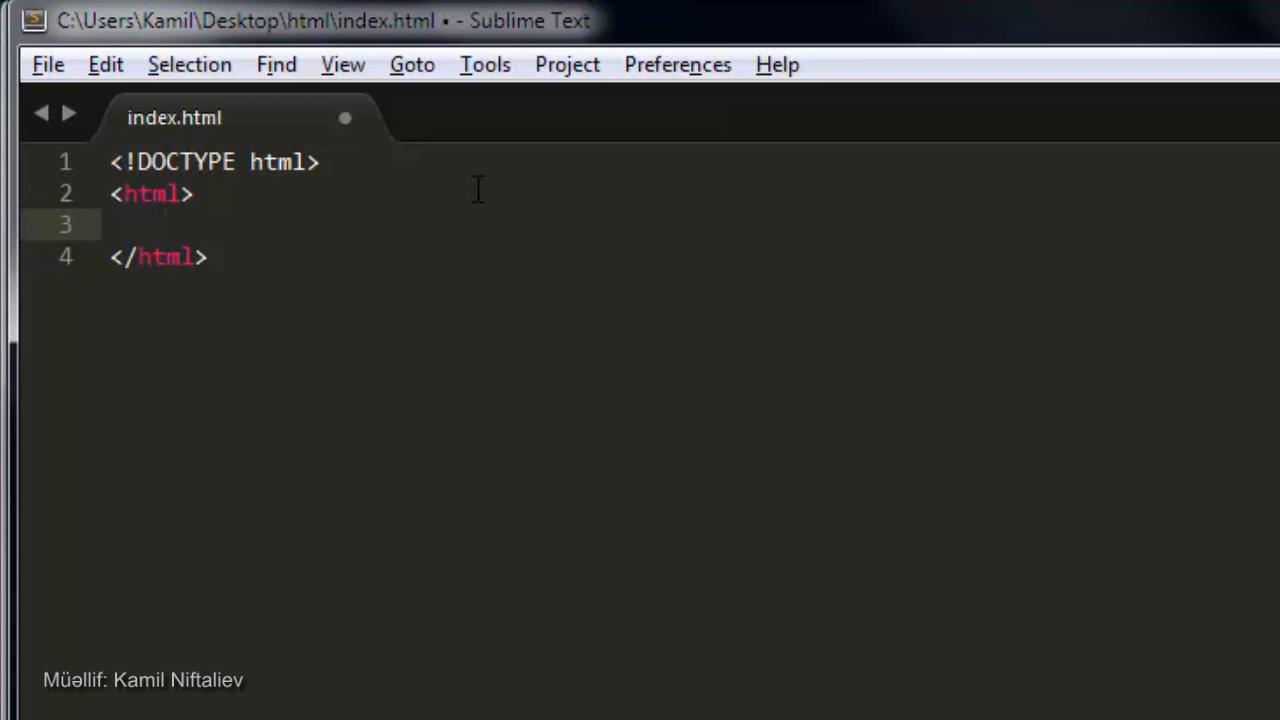 C:\Users\Kamil\Desktop\html\index.html • - Sublime Text
File Edit Selection Find View Goto Tools Project Preferences Help
index.html
1 <!DOCTYPE html>
2 <html>
3
4 </html>
Müəllif: Kamil Niftaliev